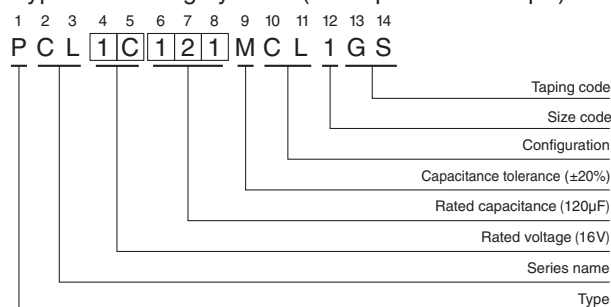 1 2 3 4 5 6 7 8 9 10 11 12 13 14
P C L 1 C 1 2 1 M C L 1 G S
Taping code
Size code
Configuration
Capacitance tolerance (±20%)
Rated capacitance (120µF)
Rated voltage (16V)
Series name
Type